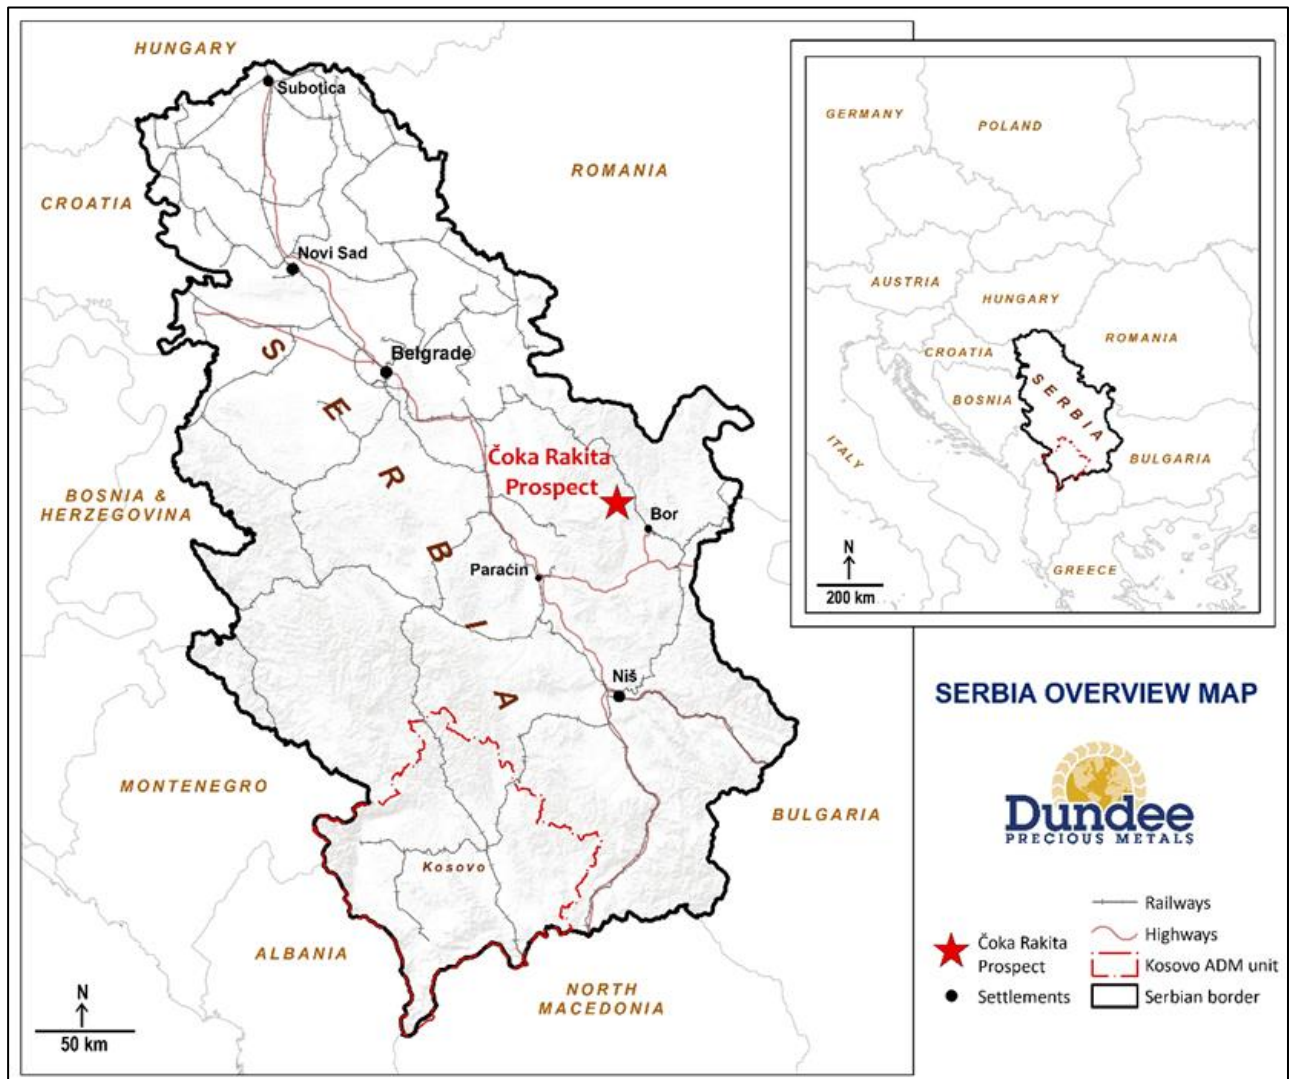 HUNGARY
Subotica
ROMANIA
CROATIA
Novi Sad
Belgrade
SERBIA
Čoka Rakita
Prospect
Bor
BOSNIA &
HERZEGOVINA
Paraćin
Niš
MONTENEGRO
BULGARIA
Kosovo
ALBANIA
NORTH
MACEDONIA
N
50 km
GERMANY
POLAND
AUSTRIA
HUNGARY
ROMANIA
CROATIA
BOSNIA
SERBIA
ITALY
BULGARIA
GREECE
N
200 km
SERBIA OVERVIEW MAP
Dundee
PRECIOUS METALS
Čoka Rakita
Prospect
Settlements
Railways
Highways
Kosovo ADM unit
Serbian border